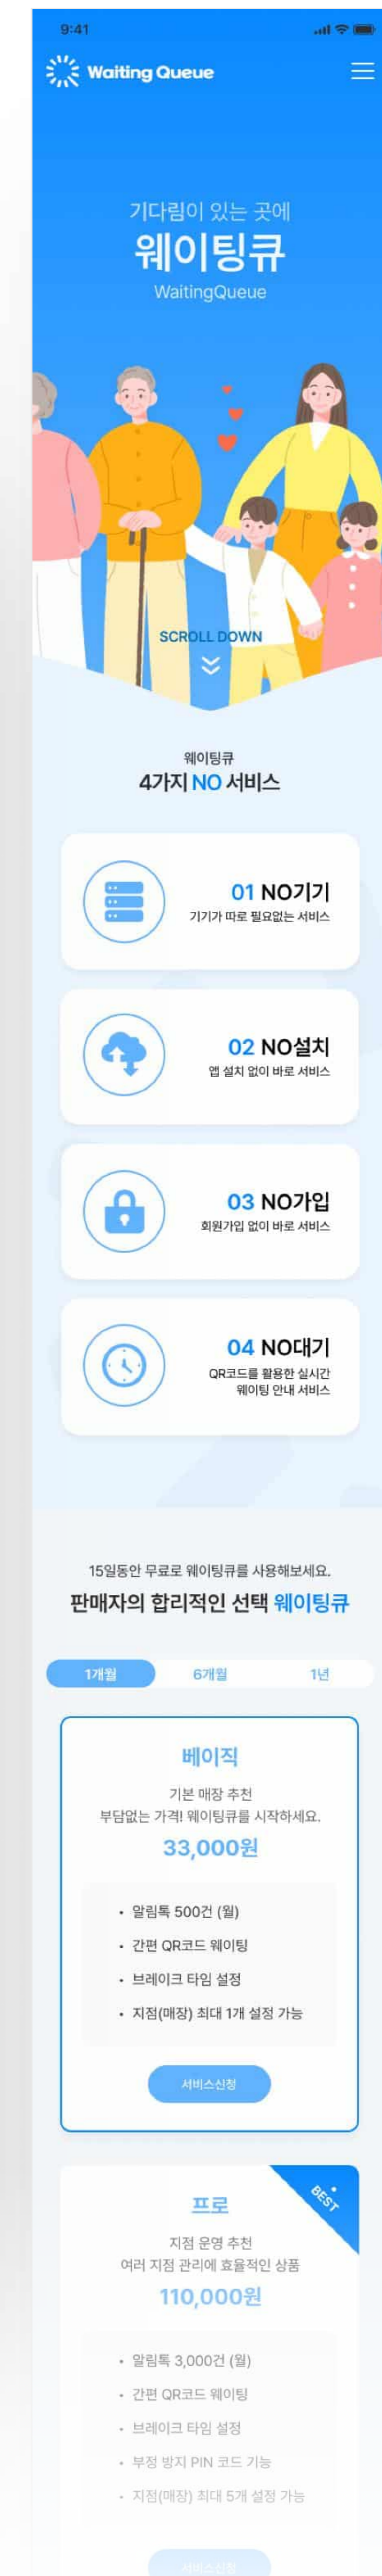 9:41
Waiting Queue
기다림이 있는 곳에
웨이팅큐
WaitingQueue
SCROLL DOWN
웨이팅큐
4가지 NO 서비스
01 NO기기
기기가 따로 필요없는 서비스
02 NO설치
앱 설치 없이 바로 서비스
03 NO가입
회원가입 없이 바로 서비스
04 NO대기
QR코드를 활용한 실시간
웨이팅 안내 서비스
15일동안 무료로 웨이팅큐를 사용해보세요.
판매자의 합리적인 선택 웨이팅큐
1개월 6개월 1년
베이직
기본 매장 추천
부담없는 가격! 웨이팅큐를 시작하세요.
33,000원
• 알림톡 500건 (월)
• 간편 QR코드 웨이팅
• 브레이크 타임 설정
• 지점(매장) 최대 1개 설정 가능
서비스신청
BEST
프로
지점 운영 추천
여러 지점 관리에 효율적인 상품
110,000원
• 알림톡 3,000건 (월)
• 간편 QR코드 웨이팅
• 브레이크 타임 설정
• 부정 방지 PIN 코드 기능
• 지점(매장) 최대 5개 설정 가능
서비스신청